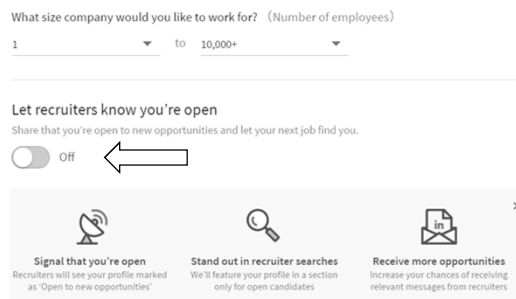 What size company would you like to work for? (Number of employees)
1 to 10,000+
Let recruiters know you're open
Share that you're open to new opportunities and let your next job find you.
Off
in
Signal that you're open
Recruiters will see your profile marked
as 'Open to new opportunities'
Stand out in recruiter searches
We'll feature your profile in a section
only for open candidates
Receive more opportunities
Increase your chances of receiving
relevant messages from recruiters